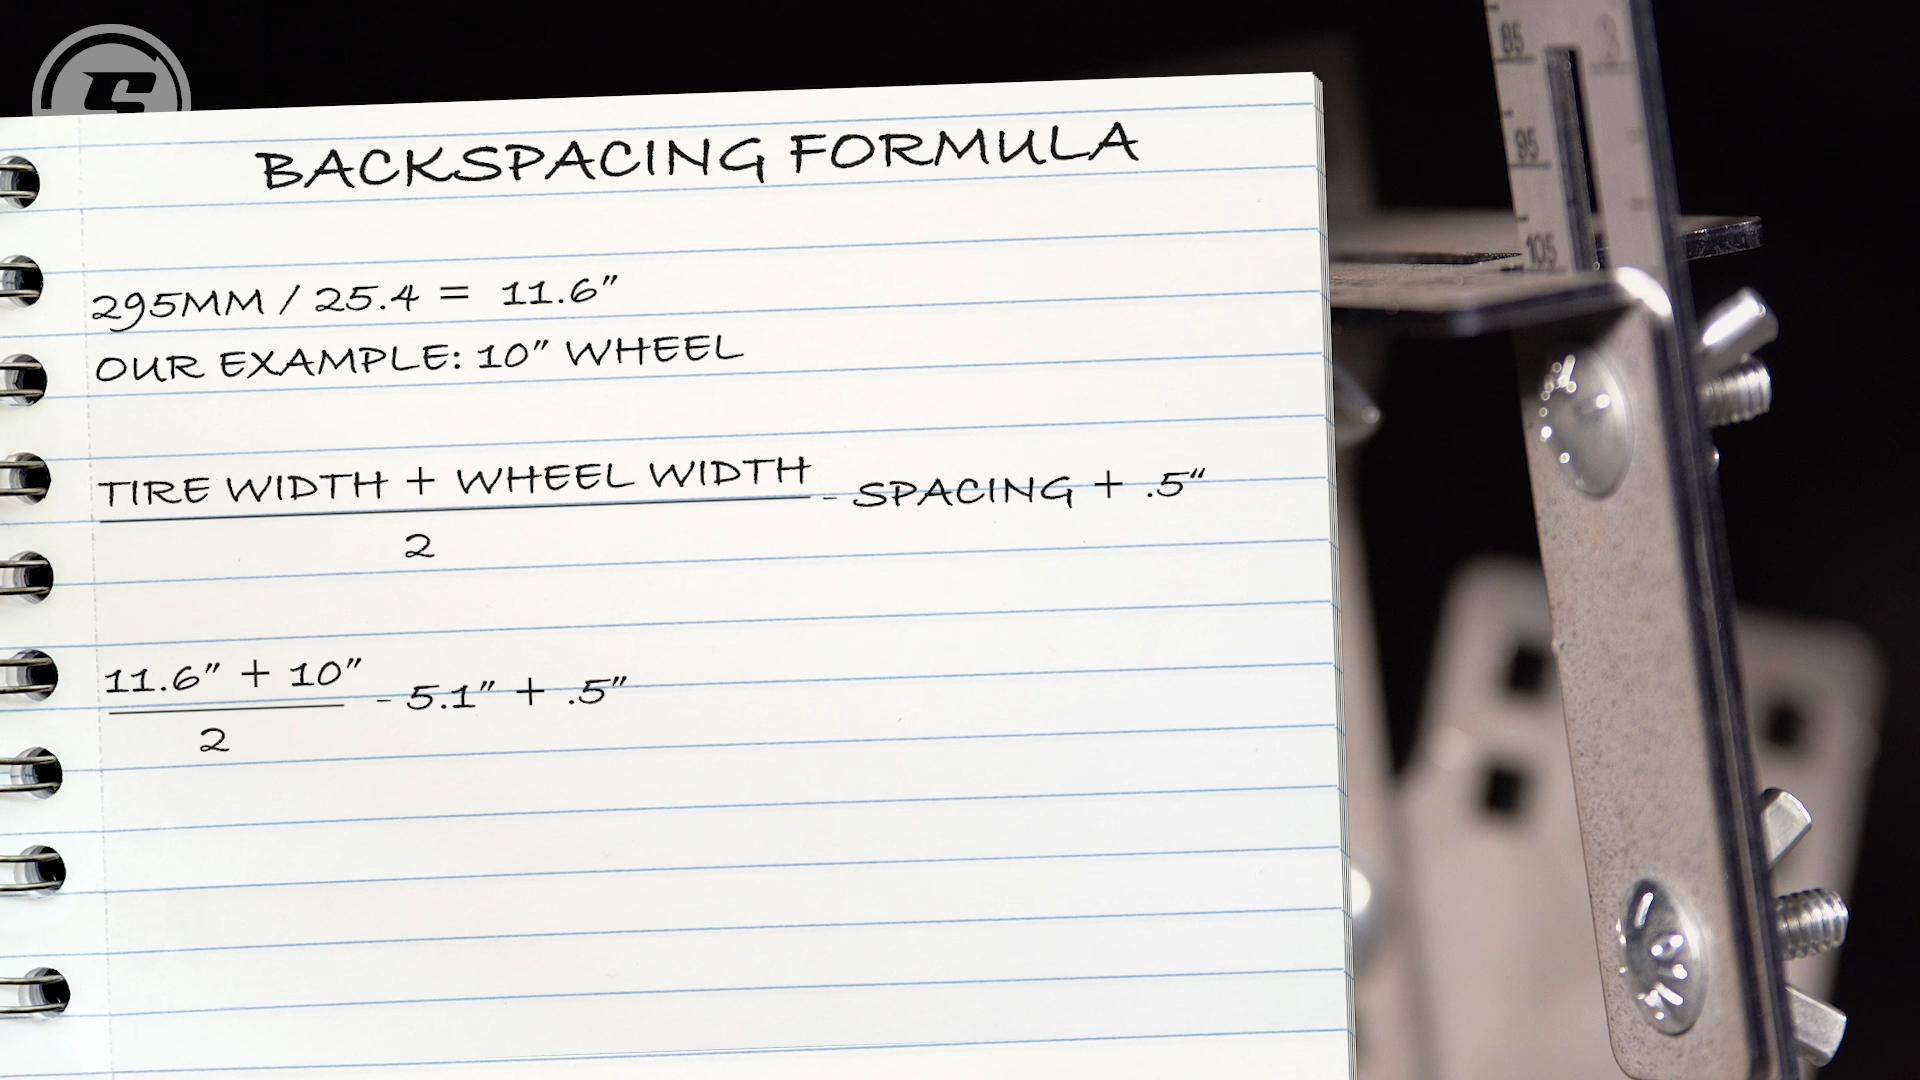 BACKSPACING FORMULA
295MM / 25.4 = 11.6"
OUR EXAMPLE: 10" WHEEL
TIRE WIDTH + WHEEL WIDTH
- SPACING + .5"
2
11.6" + 10"
- 5.1" + .5"
2
S
85
95
105